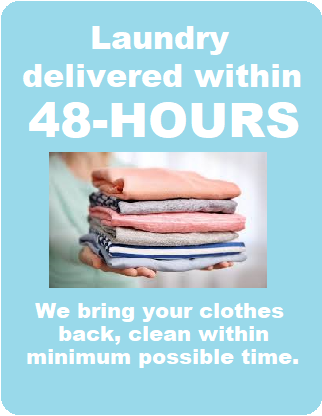 Laundry
delivered within
48-HOURS
We bring your clothes
back, clean within
minimum possible time.